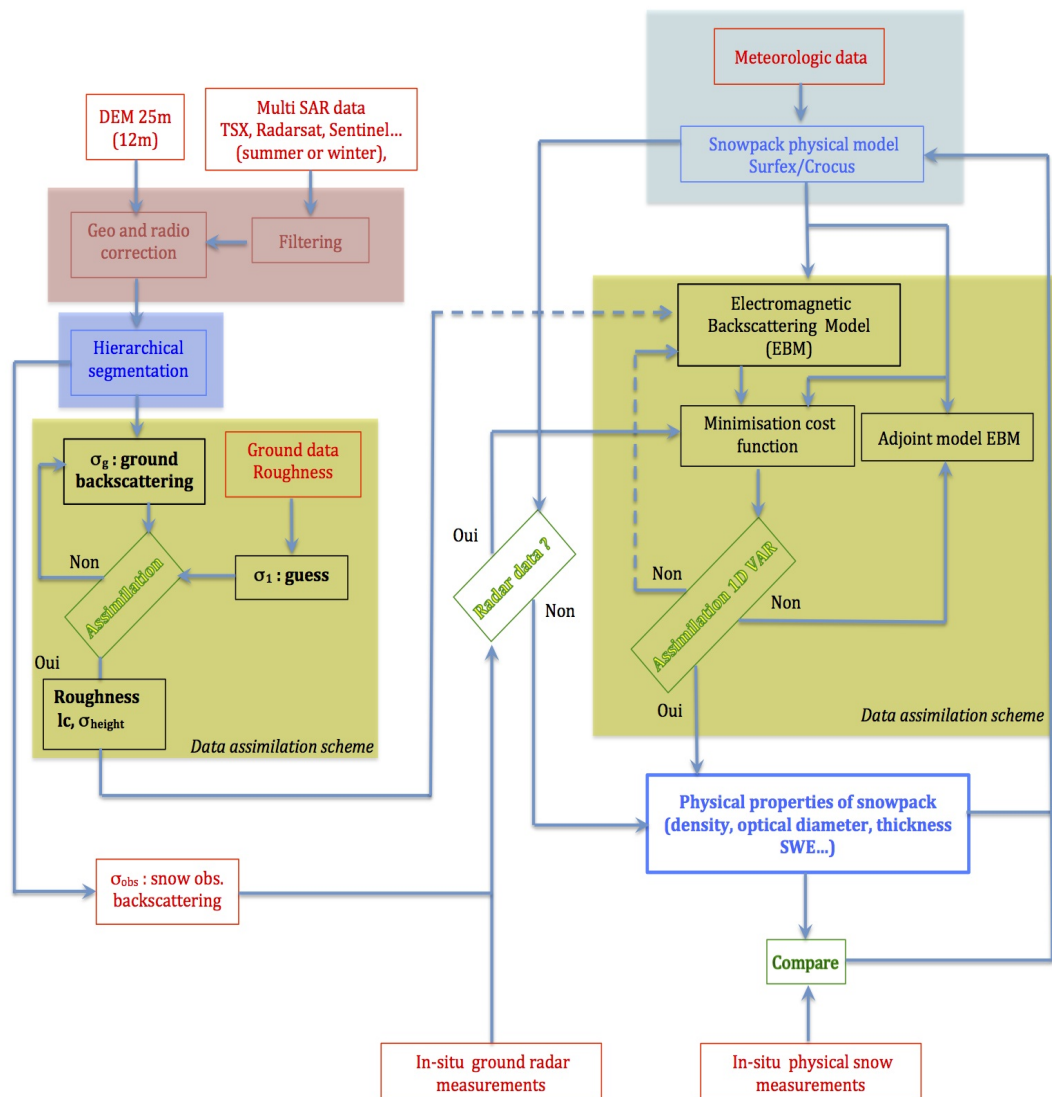 Meteorologic data
DEM 25m
(12m)
Multi SAR data
TSX, Radarsat, Sentinel...
(summer or winter),
Snowpack physical model
Surfex/Crocus
Geo and radio
correction
Filtering
Electromagnetic
Backscattering Model
(EBM)
Hierarchical
segmentation
Minimisation cost
function
Adjoint model EBM
σg : ground
backscattering
Ground data
Roughness
Oui
Radar data ?
Non
Non
Assimilation
σ1 : guess
Non
Assimilation 1D VAR
Non
Oui
Oui
Roughness
lc, σheight
Data assimilation scheme
Data assimilation scheme
Physical properties of snowpack
(density, optical diameter, thickness
SWE...)
σobs : snow obs.
backscattering
Compare
In-situ ground radar
measurements
In-situ physical snow
measurements